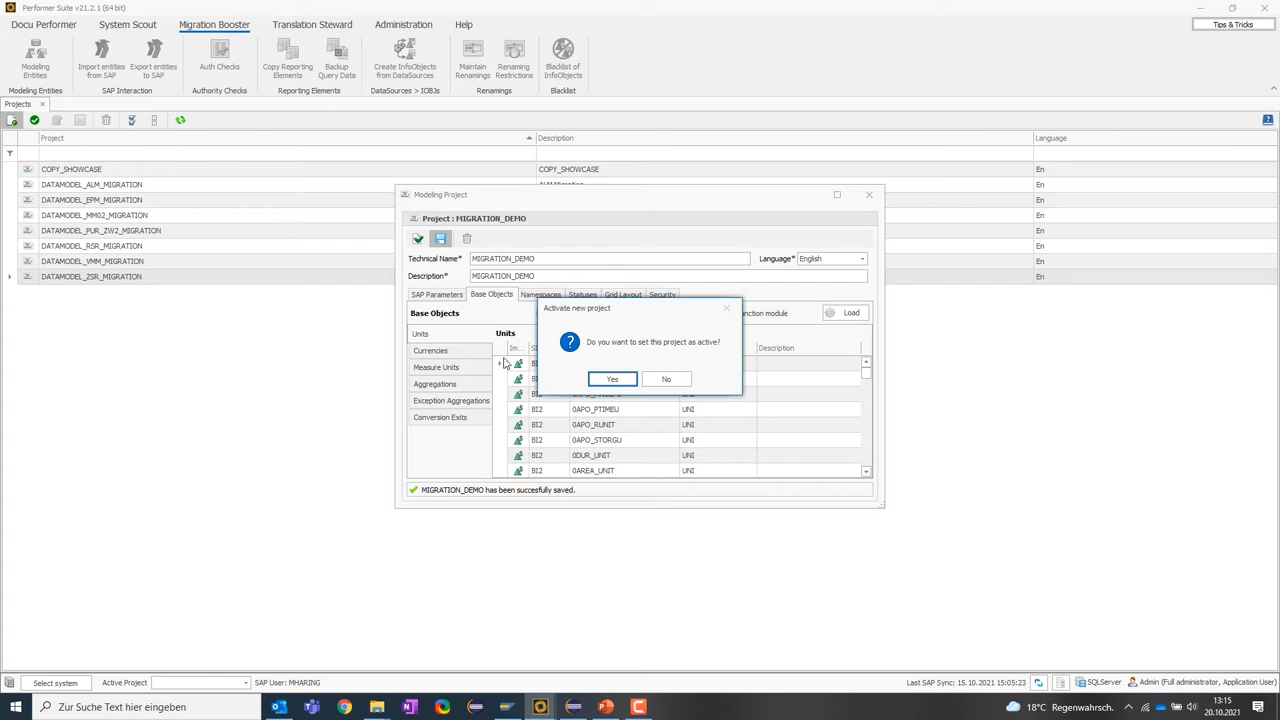 Performer Suite v21.2.1 (64 bit)
Docu Performer System Scout Migration Booster Translation Steward Administration Help
Tips & Tricks
Modeling Entities
Import entities from SAP
Export entities to SAP
Auth Checks
Copy Reporting Elements
Backup Query Data
Create InfoObjects from DataSources
Maintain Renamings
Renaming Restrictions
Blacklist of InfoObjects
Modeling Entities SAP Interaction Authority Checks Reporting Elements DataSources > IOBJs Renamings Blacklist
Projects
Project Description Language
COPY_SHOWCASE COPY_SHOWCASE En
DATAMODEL_ALM_MIGRATION ALM Migration En
DATAMODEL_EPM_MIGRATION En
DATAMODEL_MM02_MIGRATION En
DATAMODEL_PUR_ZW2_MIGRATION En
DATAMODEL_RSR_MIGRATION En
DATAMODEL_VMM_MIGRATION En
DATAMODEL_ZSR_MIGRATION En
Modeling Project
Project : MIGRATION_DEMO
Technical Name* MIGRATION_DEMO Language* English
Description* MIGRATION_DEMO
SAP Parameters Base Objects Namespaces Statuses Grid Layout Security
Base Objects
Load
Units
Currencies
Measure Units
Aggregations
Exception Aggregations
Conversion Exits
Units
Im... Description
Activate new project
Do you want to set this project as active?
Yes No
BI2 0APO_PTIMEU UNI
BI2 0APO_RUNIT UNI
BI2 0APO_STORGU UNI
BI2 0DUR_UNIT UNI
BI2 0AREA_UNIT UNI
MIGRATION_DEMO has been succesfully saved.
Select system Active Project SAP User: MHARING Last SAP Sync: 15.10.2021 15:05:23 SQLServer Admin (Full administrator, Application User)
Zur Suche Text hier eingeben
18°C Regenwahrsch.
13:15
20.10.2021